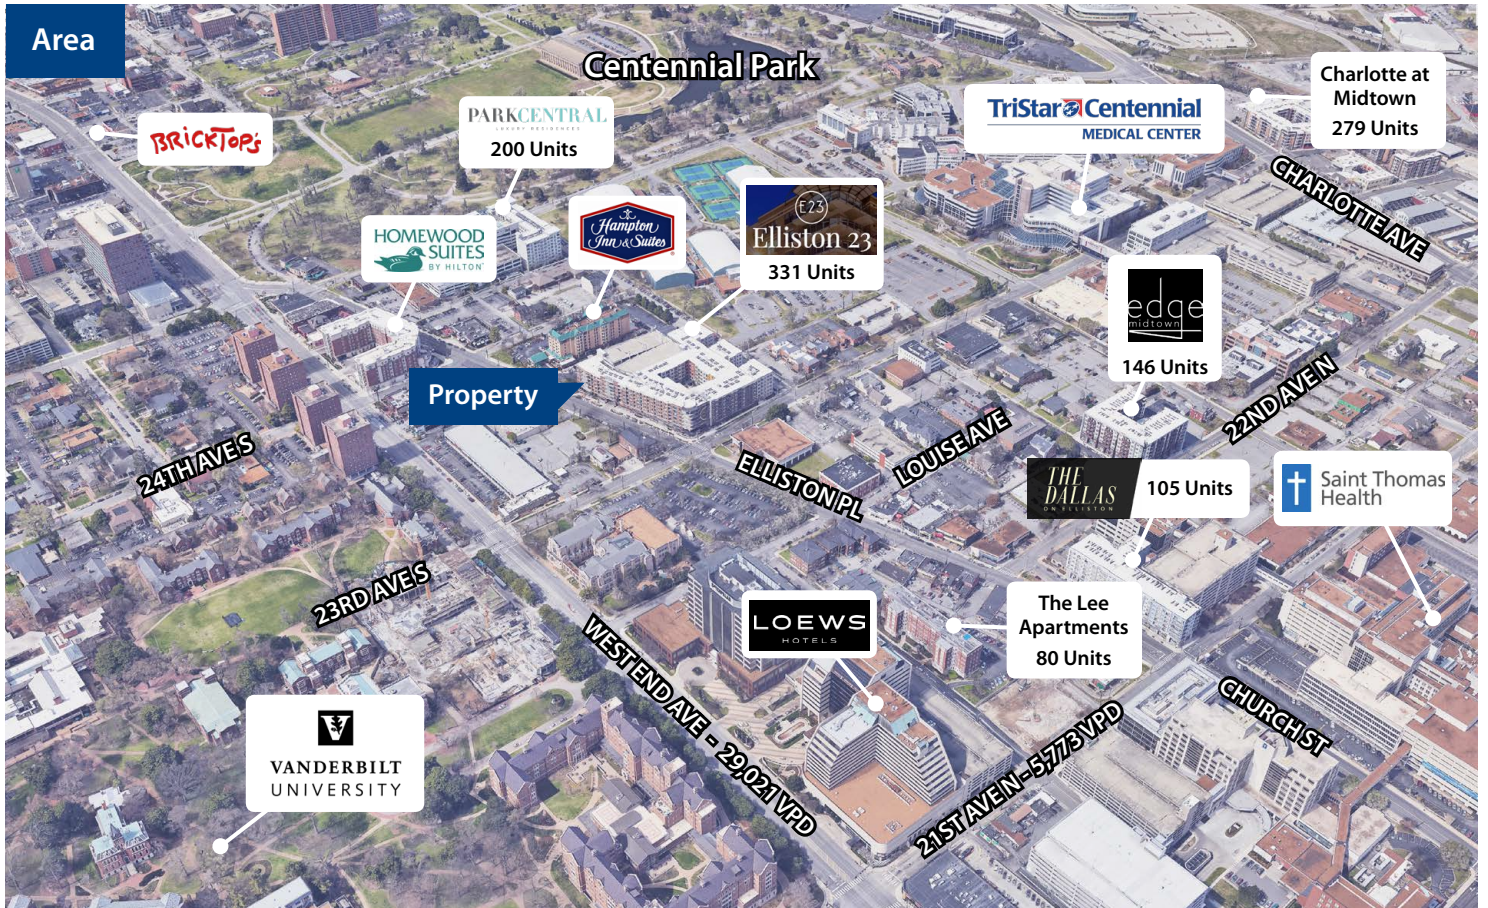 Area
Centennial Park
BRICKTOP'S
PARKCENTRAL
LUXURY RESIDENCES
200 Units
TriStar Centennial
MEDICAL CENTER
Charlotte at
Midtown
279 Units
CHARLOTTE AVE
HOMEWOOD
SUITES
BY HILTON
Hampton
Inn & Suites
E23
Elliston 23
331 Units
edge
midtown
146 Units
Property
22ND AVE N
LOUISE AVE
24TH AVE S
ELLISTON PL
THE
DALLAS
ON ELLISTON
105 Units
Saint Thomas
Health
23RD AVE S
LOEWS
HOTELS
The Lee
Apartments
80 Units
WEST END AVE - 29,021 VPD
21ST AVE N - 5,773 VPD
CHURCH ST
V
VANDERBILT
UNIVERSITY